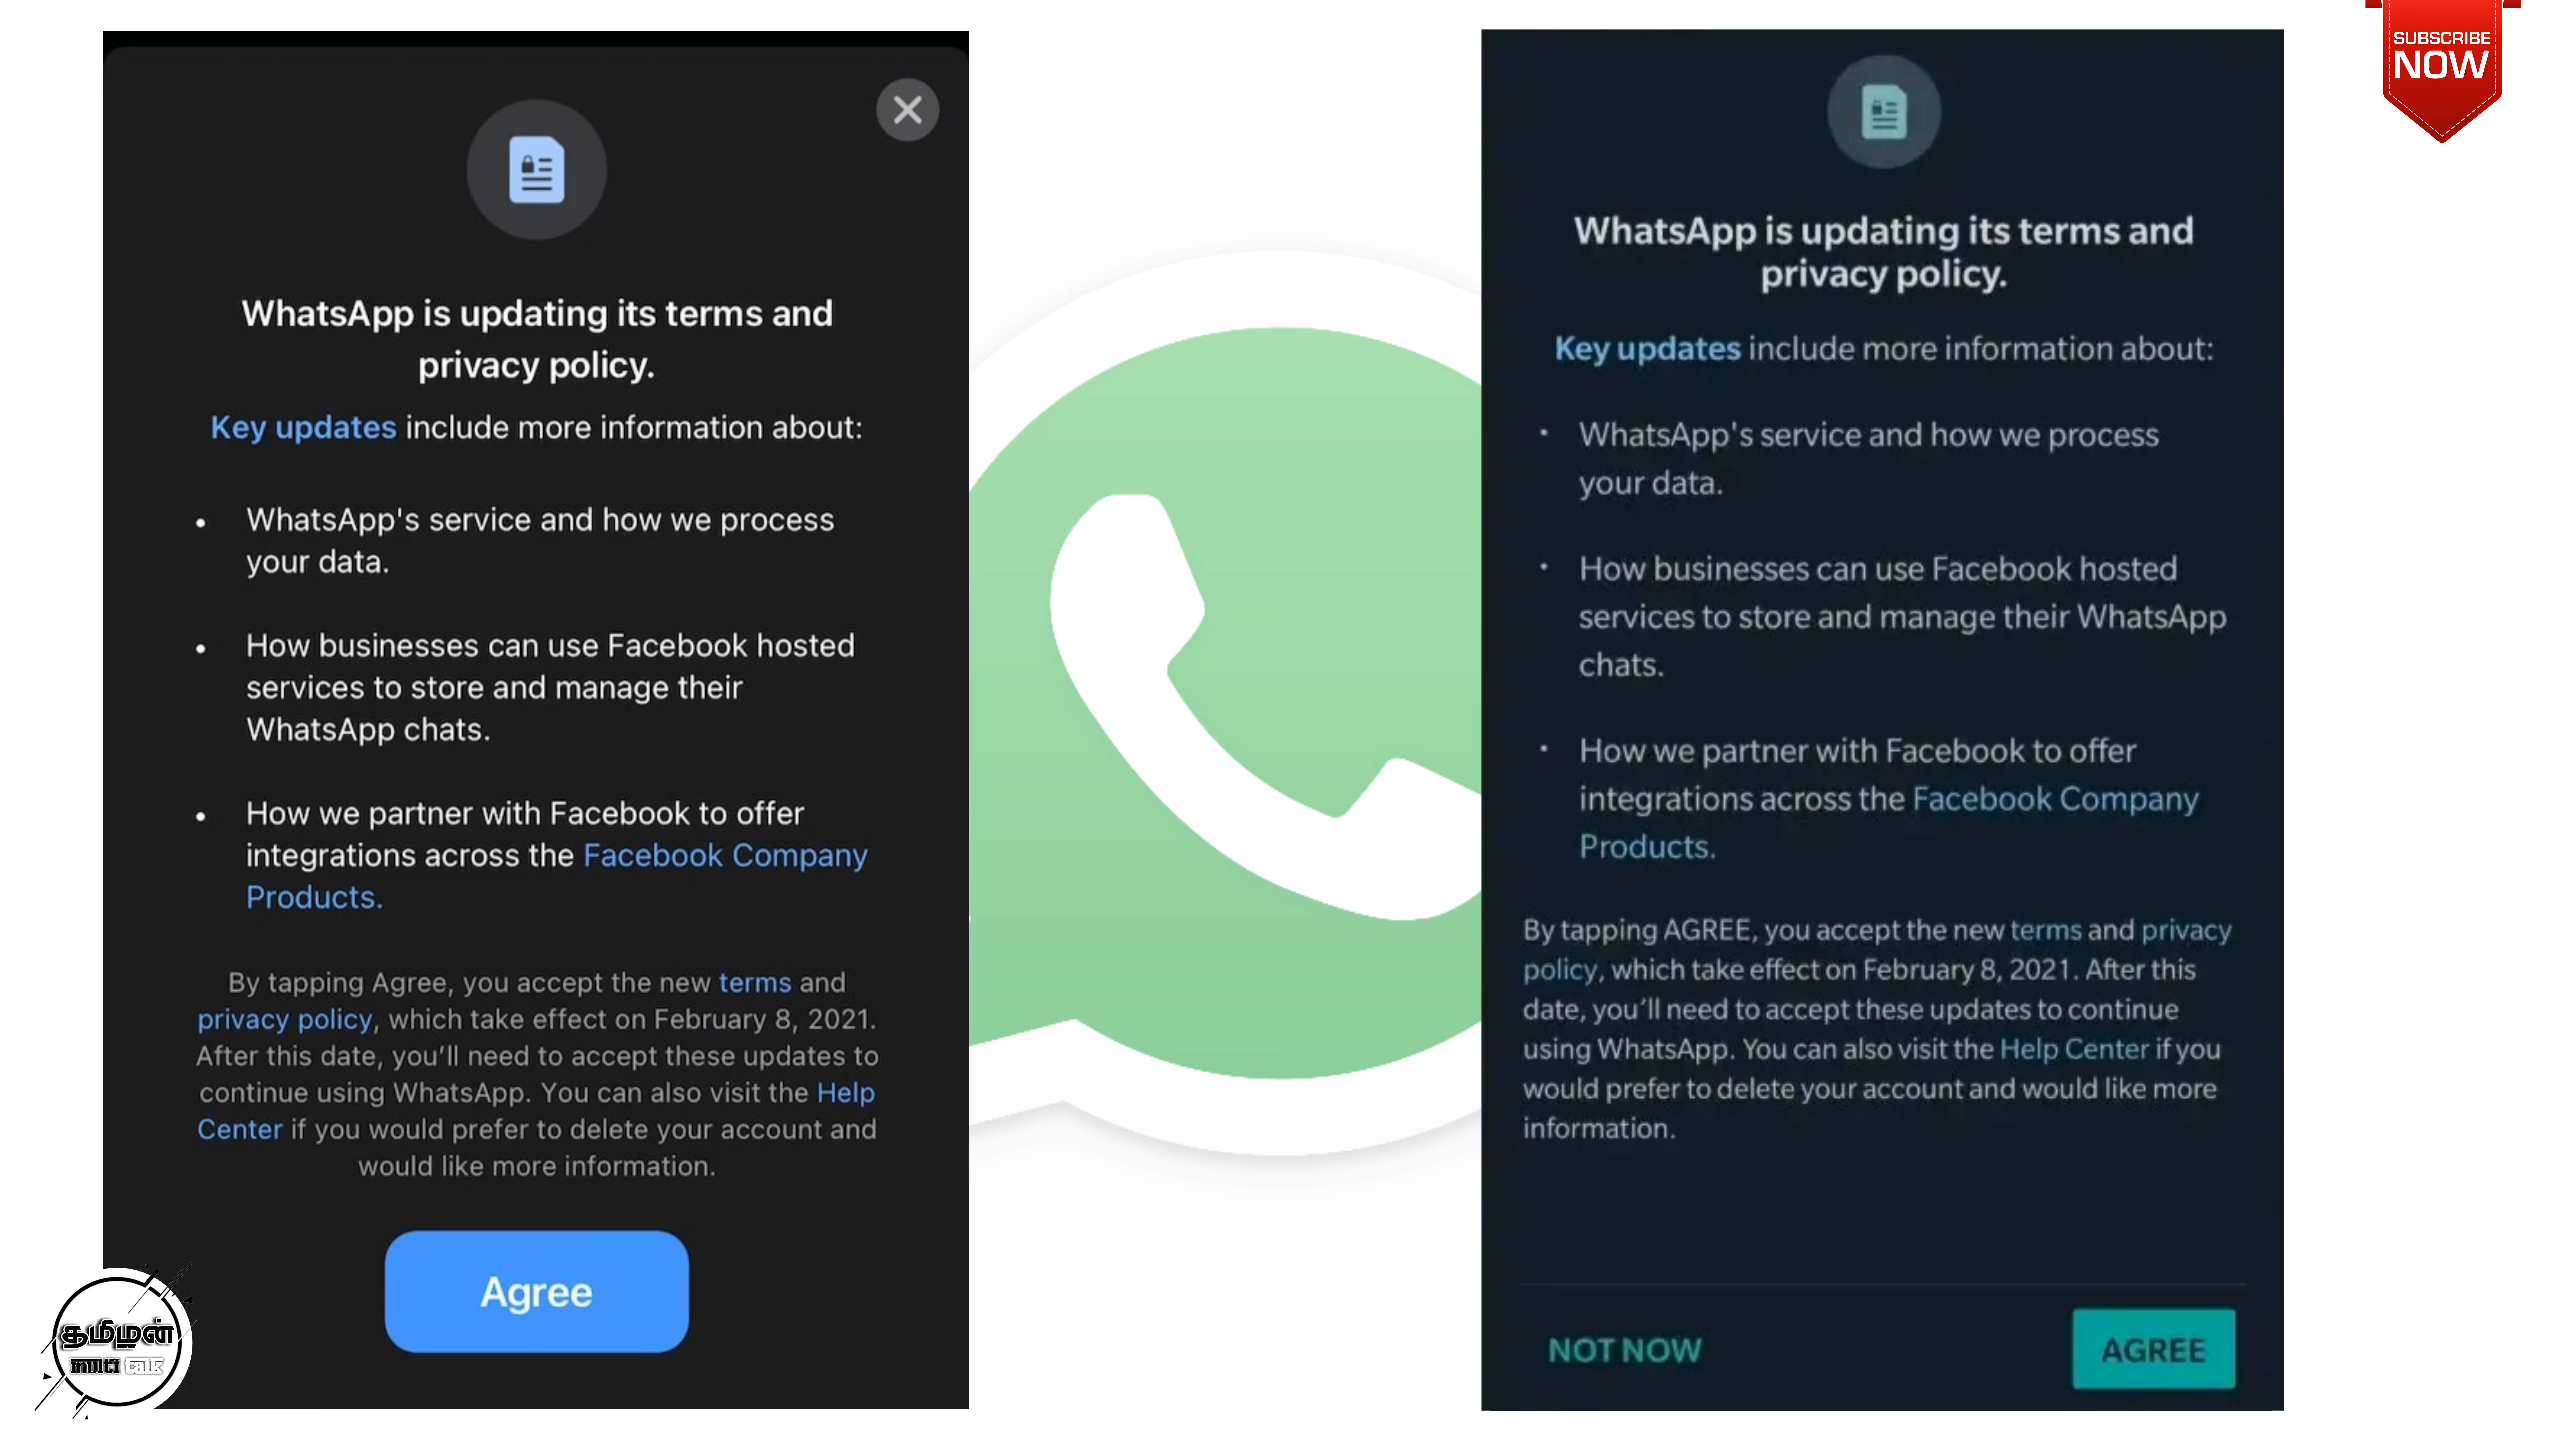 WhatsApp is updating its terms and
privacy policy.
Key updates include more information about:
• WhatsApp's service and how we process
your data.
• How businesses can use Facebook hosted
services to store and manage their
WhatsApp chats.
• How we partner with Facebook to offer
integrations across the Facebook Company
Products.
By tapping Agree, you accept the new terms and
privacy policy, which take effect on February 8, 2021.
After this date, you’ll need to accept these updates to
continue using WhatsApp. You can also visit the Help
Center if you would prefer to delete your account and
would like more information.
Agree
தமிழன்
multi talk
WhatsApp is updating its terms and
privacy policy.
Key updates include more information about:
• WhatsApp's service and how we process
your data.
• How businesses can use Facebook hosted
services to store and manage their WhatsApp
chats.
• How we partner with Facebook to offer
integrations across the Facebook Company
Products.
By tapping AGREE, you accept the new terms and privacy
policy, which take effect on February 8, 2021. After this
date, you’ll need to accept these updates to continue
using WhatsApp. You can also visit the Help Center if you
would prefer to delete your account and would like more
information.
NOT NOW
AGREE
SUBSCRIBE
NOW